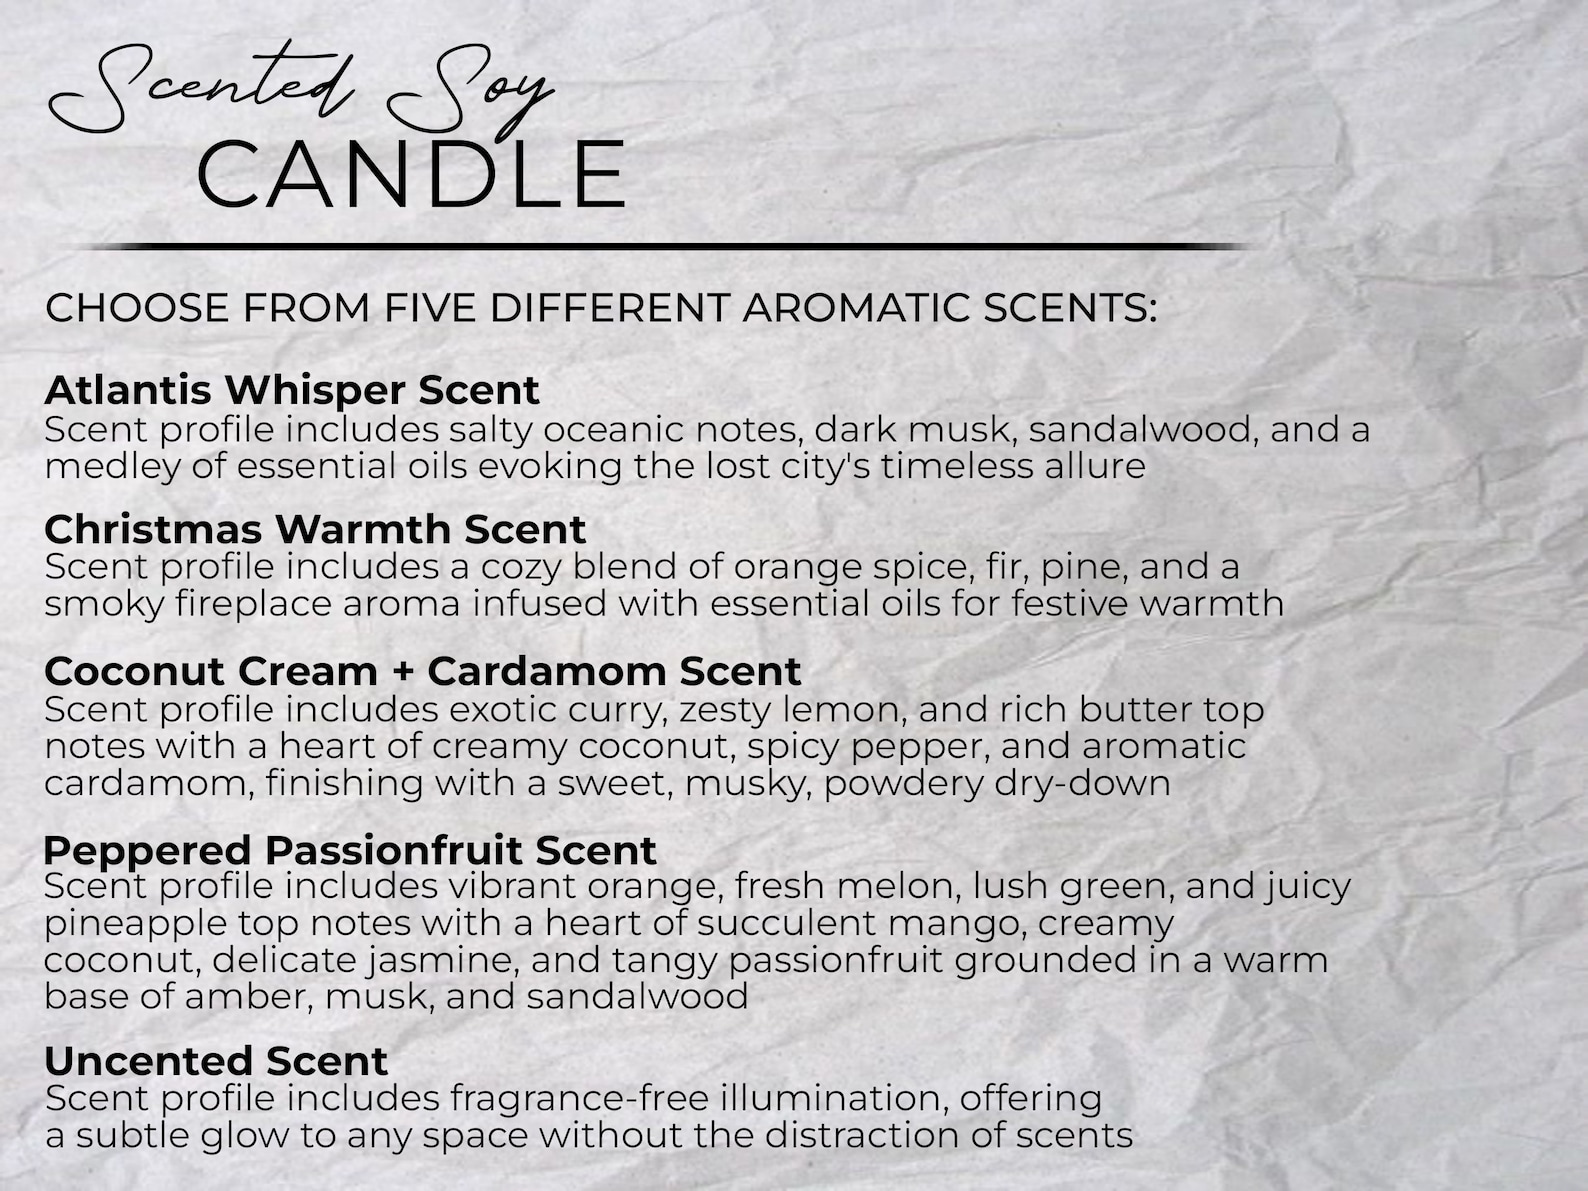 Scented Soy
CANDLE
CHOOSE FROM FIVE DIFFERENT AROMATIC SCENTS:
Atlantis Whisper Scent
Scent profile includes salty oceanic notes, dark musk, sandalwood, and a
medley of essential oils evoking the lost city's timeless allure
Christmas Warmth Scent
Scent profile includes a cozy blend of orange spice, fir, pine, and a
smoky fireplace aroma infused with essential oils for festive warmth
Coconut Cream + Cardamom Scent
Scent profile includes exotic curry, zesty lemon, and rich butter top
notes with a heart of creamy coconut, spicy pepper, and aromatic
cardamom, finishing with a sweet, musky, powdery dry-down
Peppered Passionfruit Scent
Scent profile includes vibrant orange, fresh melon, lush green, and juicy
pineapple top notes with a heart of succulent mango, creamy
coconut, delicate jasmine, and tangy passionfruit grounded in a warm
base of amber, musk, and sandalwood
Uncented Scent
Scent profile includes fragrance-free illumination, offering
a subtle glow to any space without the distraction of scents